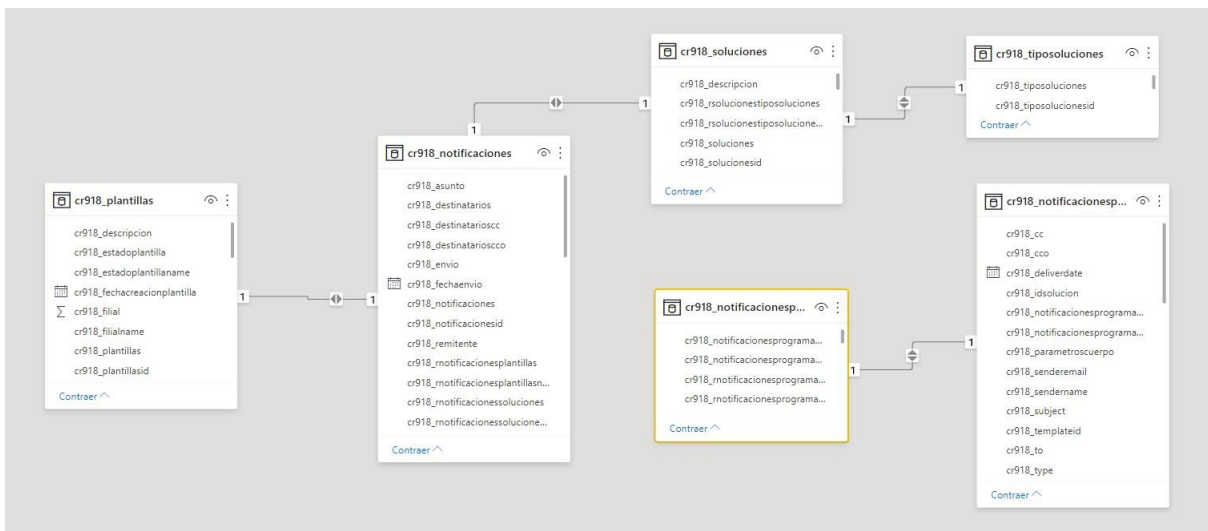 cr918_plantillas
cr918_descripcion
cr918_estadoplantilla
cr918_estadoplantillaname
cr918_fechacreacionplantilla
cr918_filial
cr918_filialname
cr918_plantillas
cr918_plantillasid
Contraer
1
1
cr918_notificaciones
cr918_asunto
cr918_destinatarios
cr918_destinatarioscc
cr918_destinatarioscco
cr918_envio
cr918_fechaenvio
cr918_notificaciones
cr918_notificacionesid
cr918_remitente
cr918_rnotificacionesplantillas
cr918_rnotificacionesplantillasn...
cr918_rnotificacionessoluciones
cr918_rnotificacionessolucione...
Contraer
1
1
cr918_soluciones
cr918_descripcion
cr918_rsolucionestiposoluciones
cr918_rsolucionestiposolucione...
cr918_soluciones
cr918_solucionesid
Contraer
1
1
cr918_tiposoluciones
cr918_tiposoluciones
cr918_tiposolucionesid
Contraer
cr918_notificacionesp...
cr918_notificacionesprograma...
cr918_notificacionesprograma...
cr918_rnotificacionesprograma...
cr918_rnotificacionesprograma...
Contraer
1
1
cr918_notificacionesp...
cr918_cc
cr918_cco
cr918_deliverdate
cr918_idsolucion
cr918_notificacionesprograma...
cr918_notificacionesprograma...
cr918_parametroscuerpo
cr918_senderemail
cr918_sendername
cr918_subject
cr918_templateid
cr918_to
cr918_type
Contraer